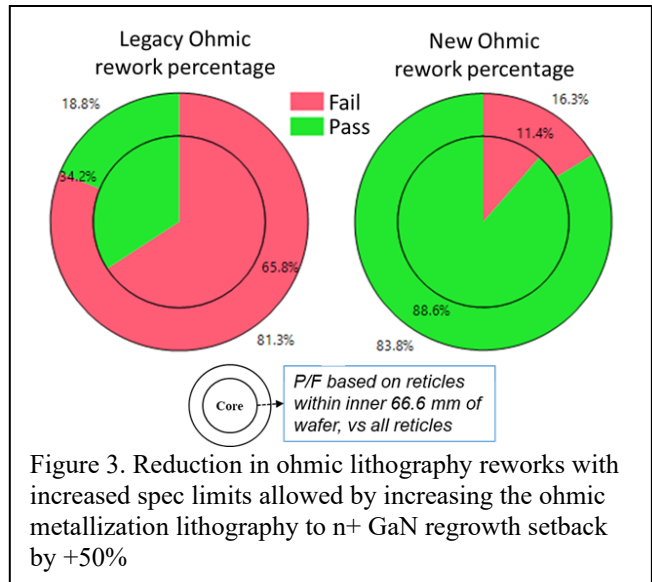 Legacy Ohmic
rework percentage
New Ohmic
rework percentage
Fail
Pass
18.8%
34.2%
65.8%
81.3%
16.3%
11.4%
88.6%
83.8%
Core
P/F based on reticles
within inner 66.6 mm of
wafer, vs all reticles
Figure 3. Reduction in ohmic lithography reworks with
increased spec limits allowed by increasing the ohmic
metallization lithography to n+ GaN regrowth setback
by +50%